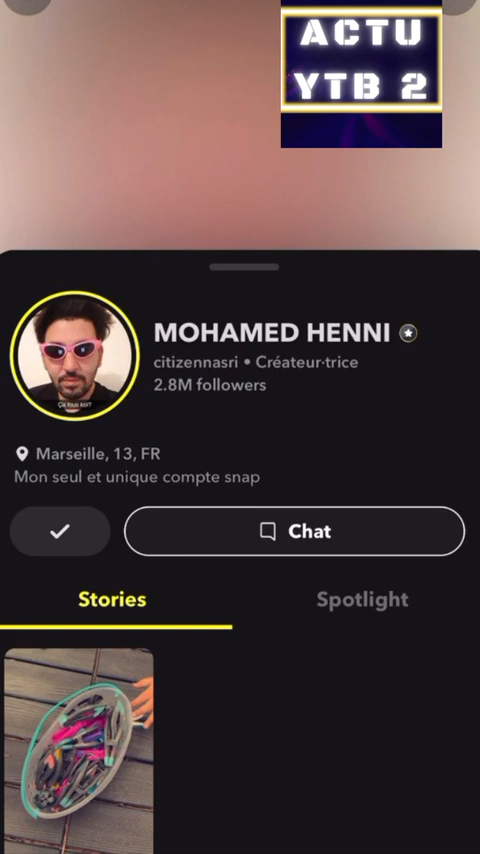 ACTU
YTB 2
MOHAMED HENNI
citizennasri • Créateur·trice
2.8M followers
Marseille, 13, FR
Mon seul et unique compte snap
Chat
Stories
Spotlight